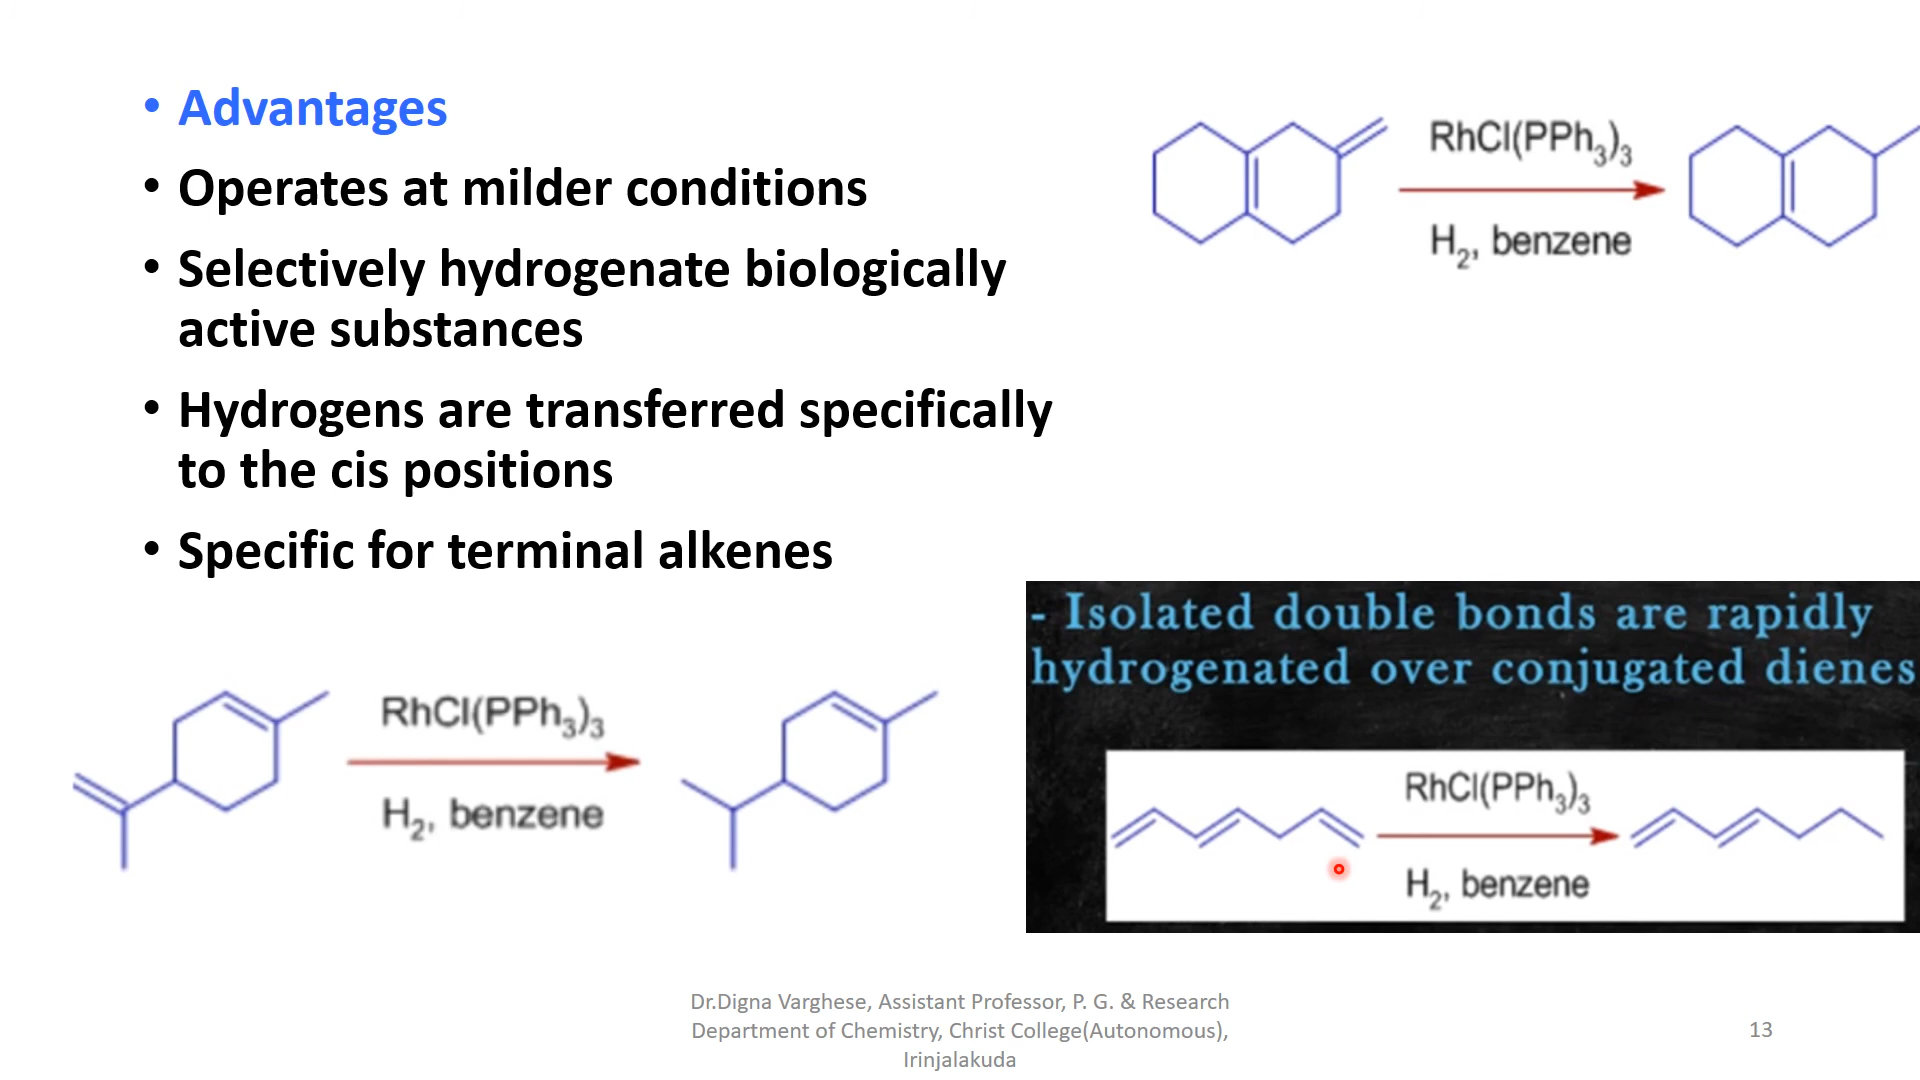 • Advantages
• Operates at milder conditions
• Selectively hydrogenate biologically
active substances
• Hydrogens are transferred specifically
to the cis positions
• Specific for terminal alkenes
RhCl(PPh3)3
H2, benzene
RhCl(PPh3)3
H2, benzene
- Isolated double bonds are rapidly
hydrogenated over conjugated dienes
RhCl(PPh3)3
H2, benzene
Dr.Digna Varghese, Assistant Professor, P. G. & Research
Department of Chemistry, Christ College(Autonomous),
Irinjalakuda
13